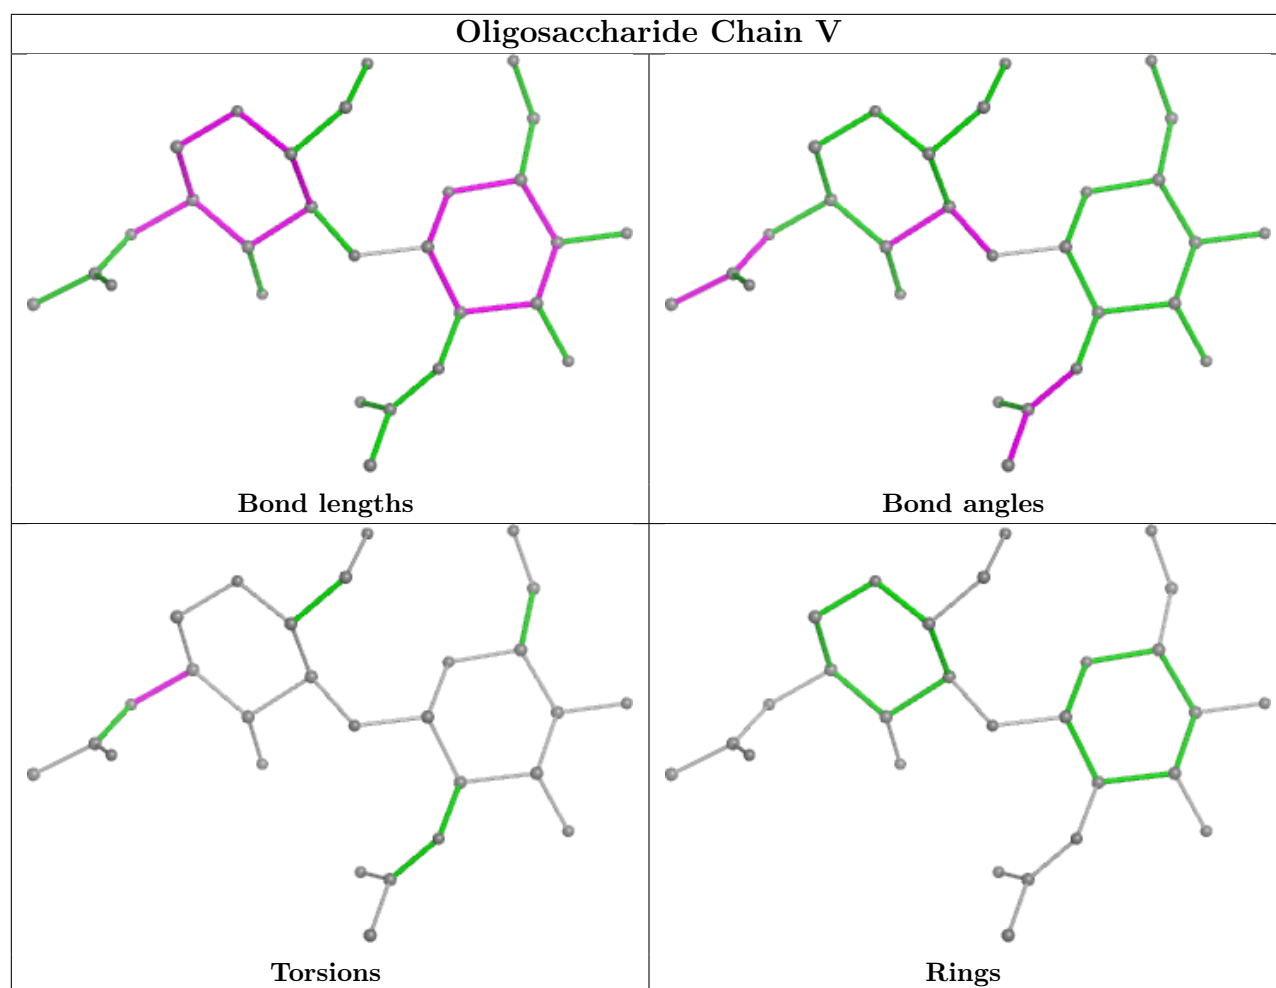 Oligosaccharide Chain V
Bond lengths
Bond angles
Torsions
Rings